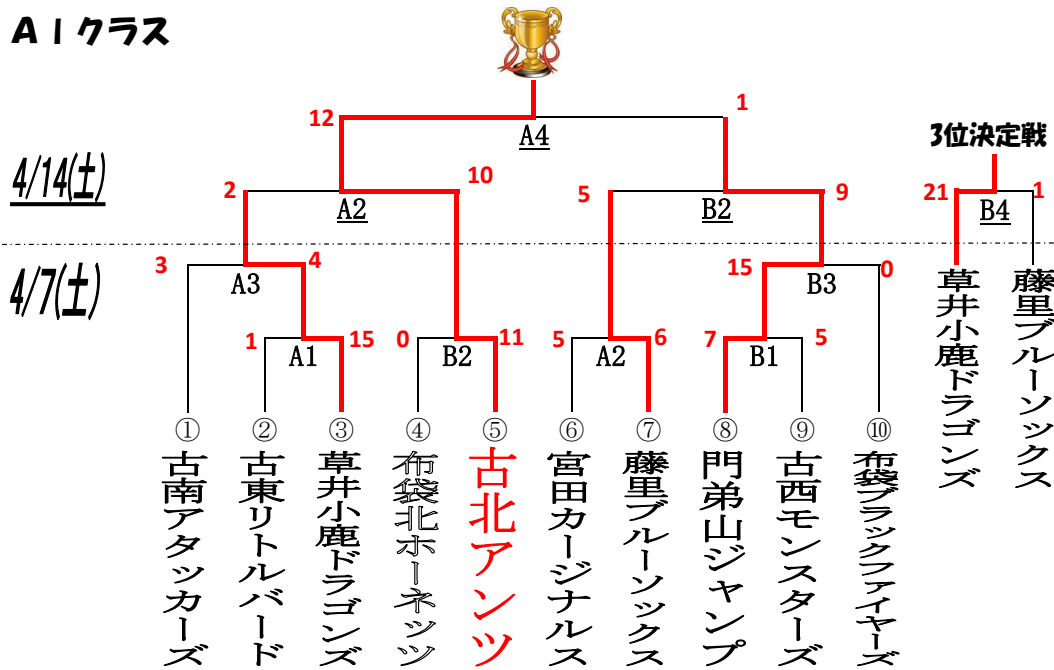 A1クラス
12
1
A4
3位決定戦
4/14(土)
2
10
5
9
21
1
A2
B2
B4
3
4
15
0
4/7(土)
A3
B3
1
15
0
11
5
6
7
5
A1
B2
A2
B1
① 古南アタッカーズ
② 古東リトルバード
③ 草井小鹿ドラゴンズ
④ 布袋北ホーネッツ
⑤ 古北アンツ
⑥ 宮田カージナルス
⑦ 藤里ブルーソックス
⑧ 門弟山ジャンプ
⑨ 古西モンスターズ
⑩ 布袋ブラックファイヤーズ
草井小鹿ドラゴンズ
藤里ブルーソックス